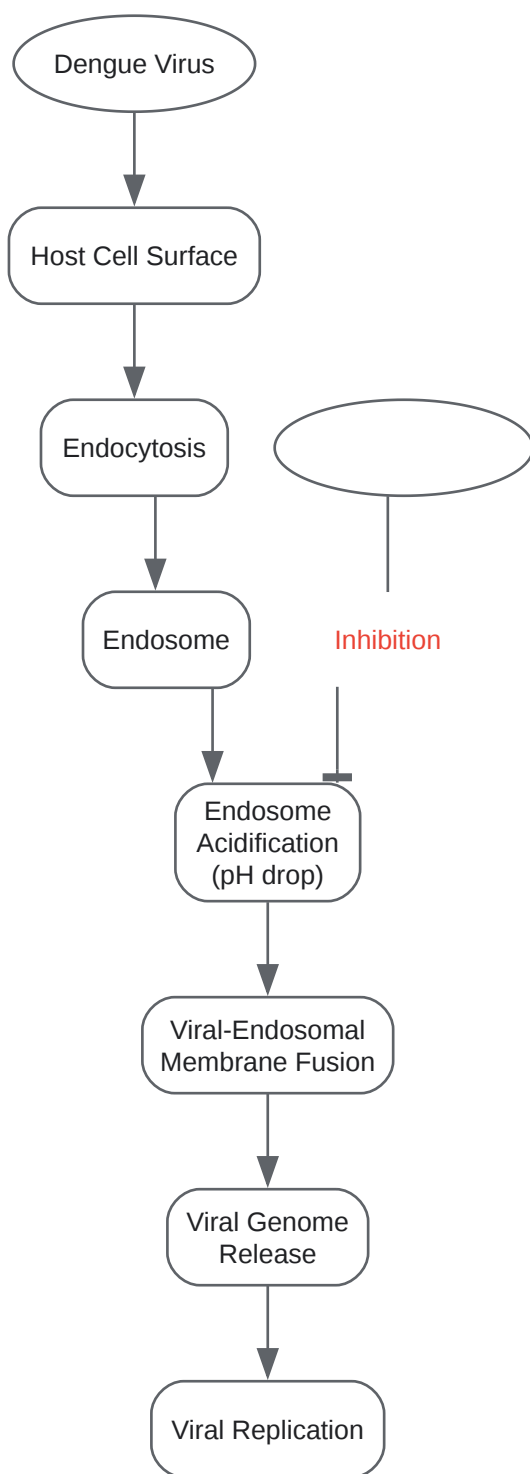 Dengue Virus
Host Cell Surface
Endocytosis
Endosome
Inhibition
Endosome
Acidification
(pH drop)
Viral-Endosomal
Membrane Fusion
Viral Genome
Release
Viral Replication